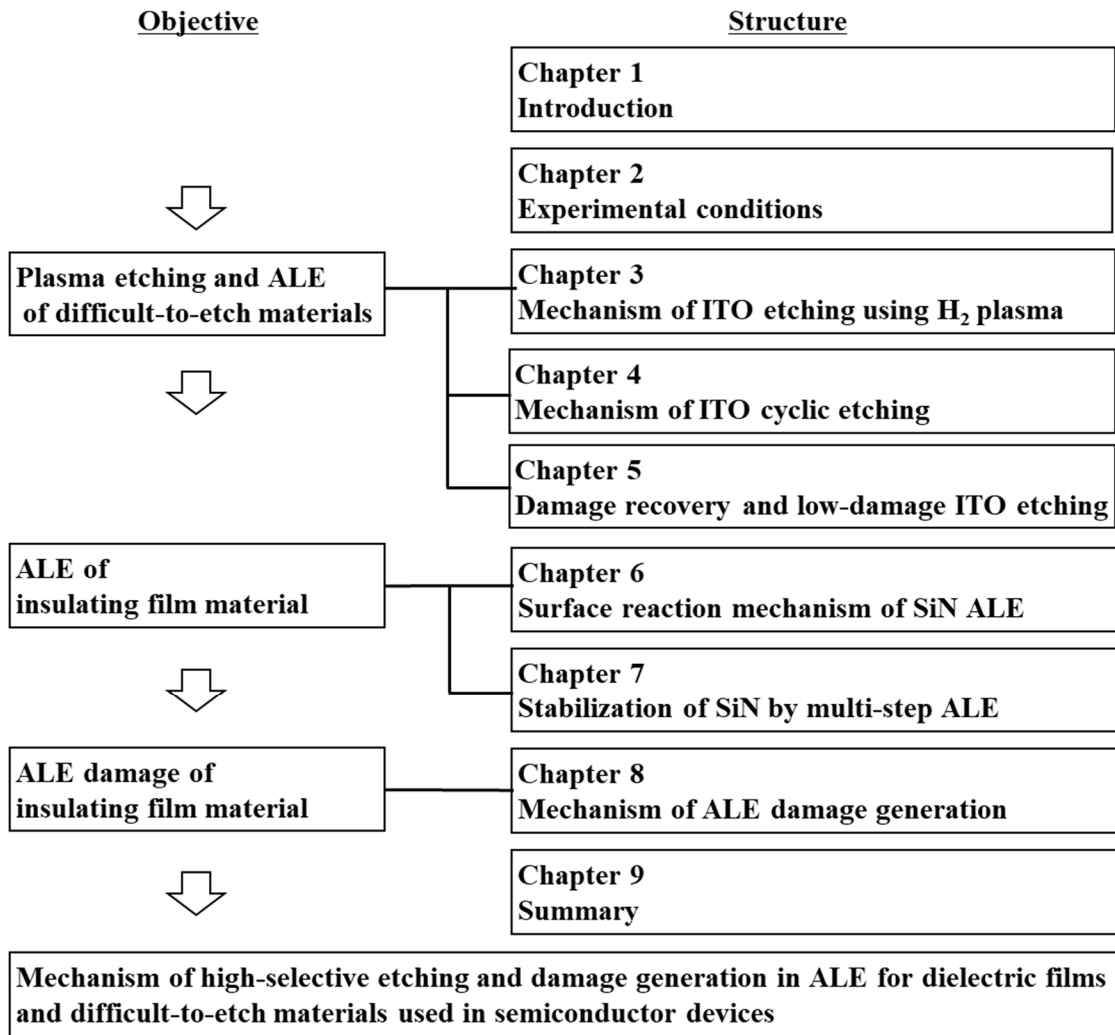 Objective
Structure
Chapter 1
Introduction
Chapter 2
Experimental conditions
Plasma etching and ALE
of difficult-to-etch materials
Chapter 3
Mechanism of ITO etching using H₂ plasma
Chapter 4
Mechanism of ITO cyclic etching
Chapter 5
Damage recovery and low-damage ITO etching
ALE of
insulating film material
Chapter 6
Surface reaction mechanism of SiN ALE
Chapter 7
Stabilization of SiN by multi-step ALE
ALE damage of
insulating film material
Chapter 8
Mechanism of ALE damage generation
Chapter 9
Summary
Mechanism of high-selective etching and damage generation in ALE for dielectric films
and difficult-to-etch materials used in semiconductor devices